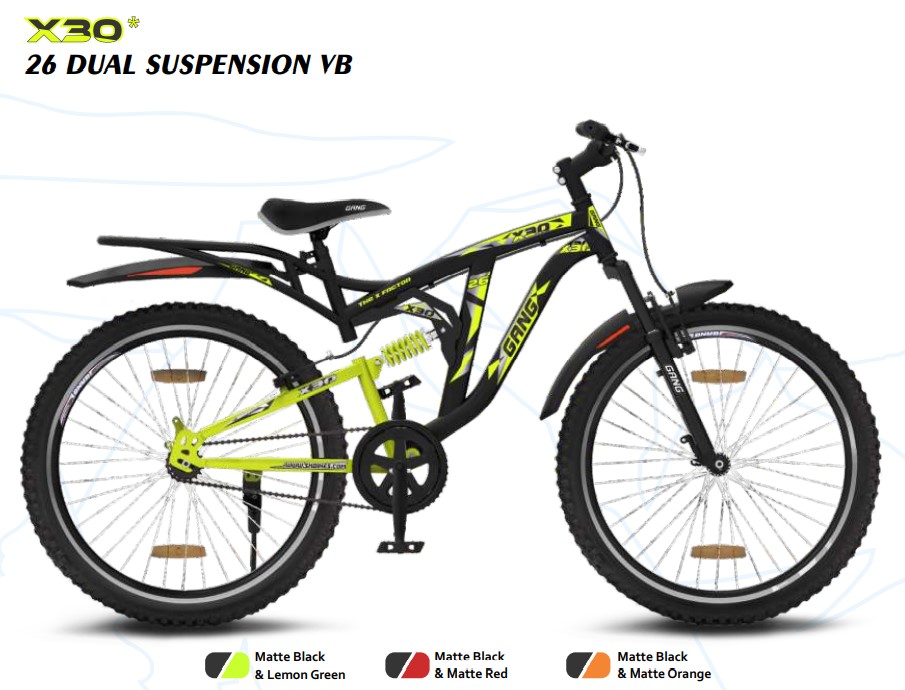 X30*
26 DUAL SUSPENSION VB
GANG
X30
X30
26
THE X FACTOR
X30
GANG
GANG
X30
Matte Black
& Lemon Green
Matte Black
& Matte Red
Matte Black
& Matte Orange